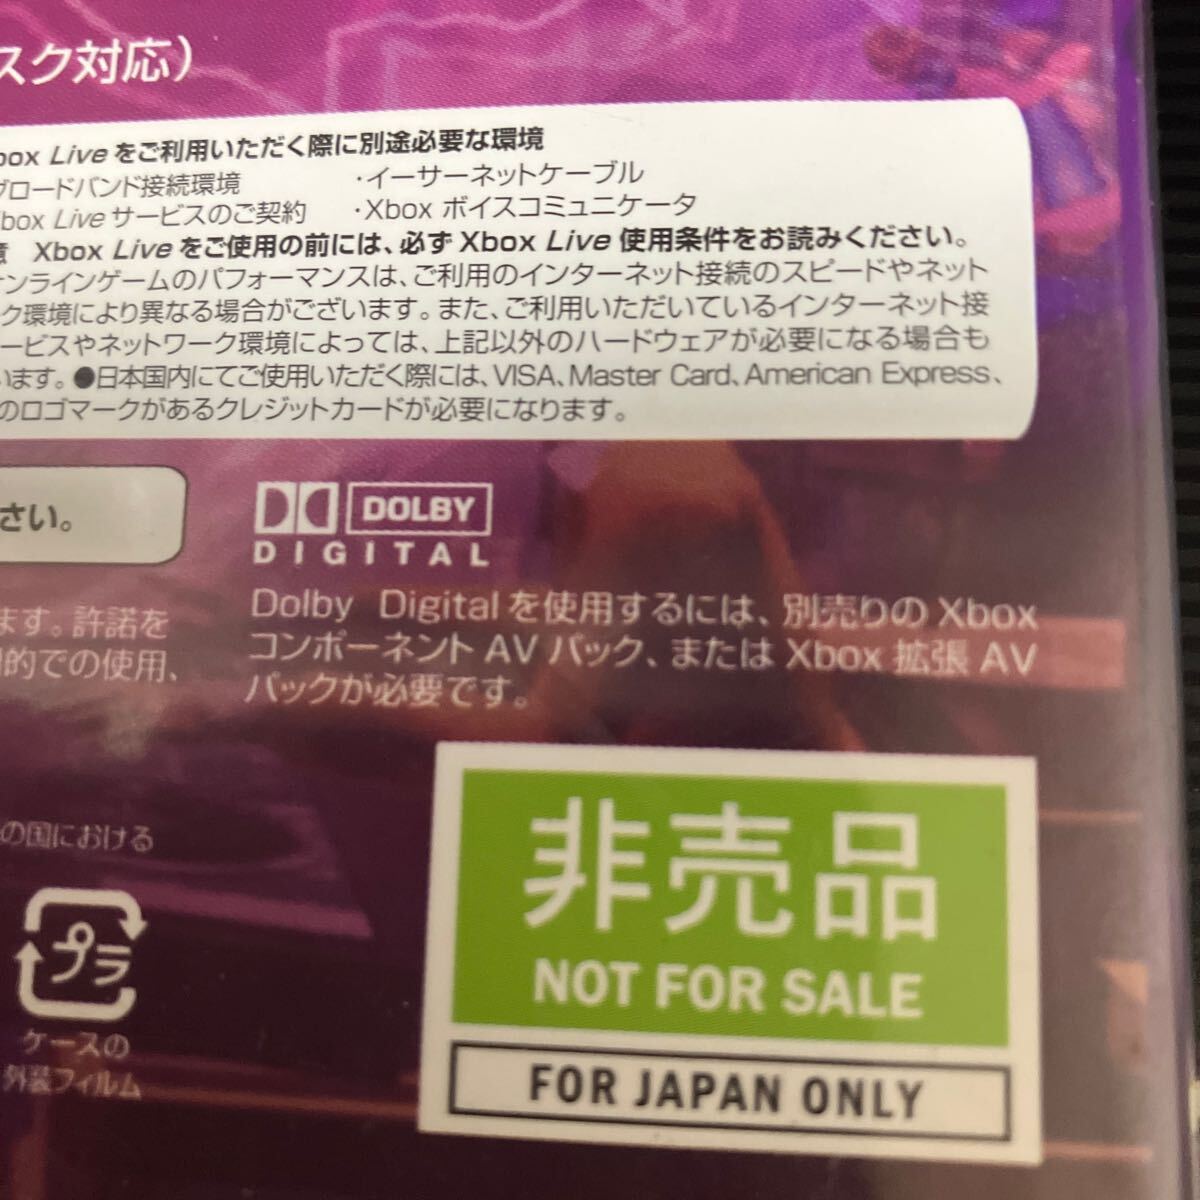 スク対応)
box Live をご利用いただく際に別途必要な環境
ブロードバンド接続環境
・イーサーネットケーブル
box Live サービスのご契約
・Xbox ボイスコミュニケータ
意 Xbox Live をご使用の前には、必ず Xbox Live 使用条件をお読みください。
オンラインゲームのパフォーマンスは、ご利用のインターネット接続のスピードやネット
ーク環境により異なる場合がございます。また、ご利用いただいているインターネット接
サービスやネットワーク環境によっては、上記以外のハードウェアが必要になる場合も
います。●日本国内にてご使用いただく際には、VISA、Master Card、American Express、
のロゴマークがあるクレジットカードが必要になります。
さい。
DOLBY
DIGITAL
Dolby Digital を使用するには、別売りの Xbox
コンポーネント AV パック、または Xbox 拡張 AV
パックが必要です。
ます。許諾を
目的での使用、
の国における
プラ
ケースの
外装フィルム
非売品
NOT FOR SALE
FOR JAPAN ONLY